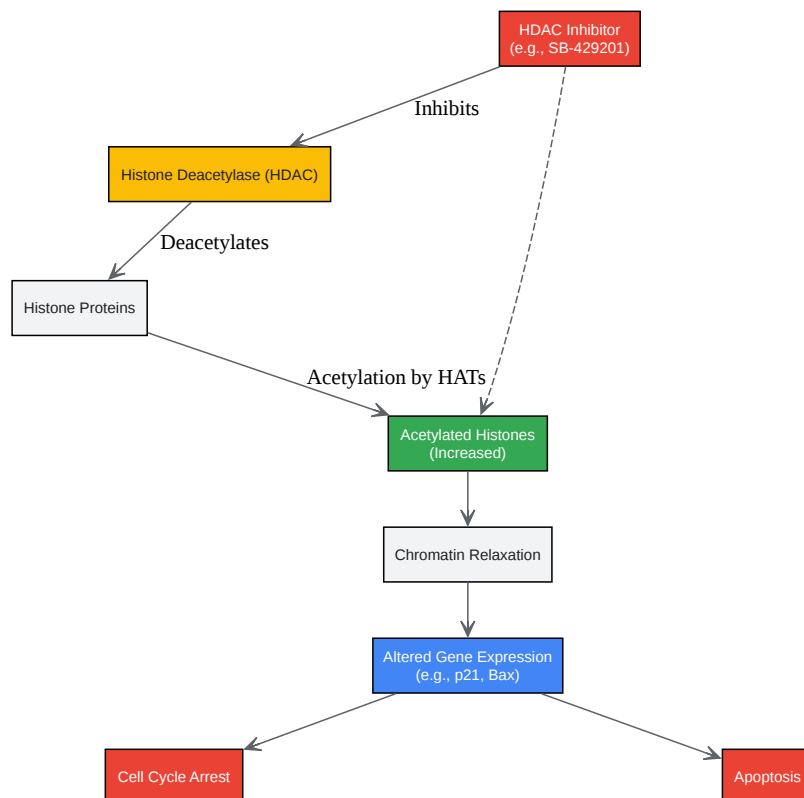 HDAC Inhibitor
(e.g., SB-429201)
Inhibits
Histone Deacetylase (HDAC)
Deacetylates
Histone Proteins
Acetylation by HATs
Acetylated Histones
(Increased)
Chromatin Relaxation
Altered Gene Expression
(e.g., p21, Bax)
Cell Cycle Arrest
Apoptosis